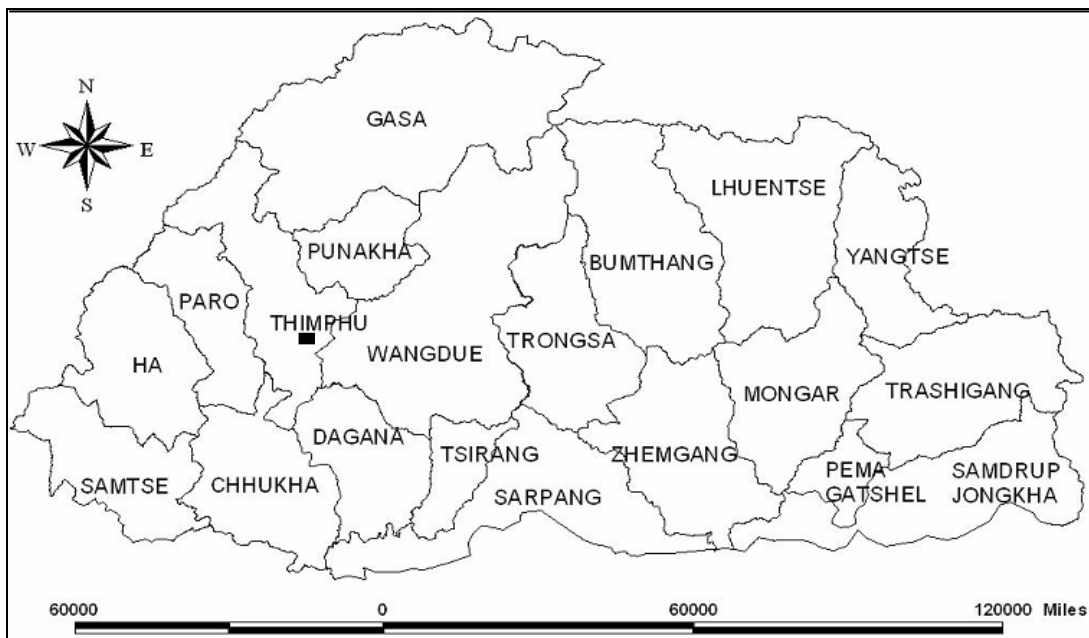 N
W E
S
GASA
LHUENTSE
PUNAKHA
BUMTHANG
YANGTSE
PARO
THIMPHU
TRONGSA
WANGDUE
HA
MONGAR
TRASHIGANG
DAGANA
TSIRANG
ZHEMGANG
SAMTSE
CHHUKHA
SARPANG
PEMA
GATSHEL
SAMDRUP
JONGKHA
60000 0 60000 120000 Miles